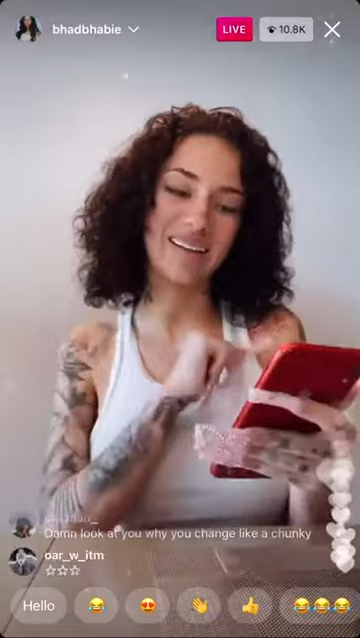 bhadbhabie
LIVE
10.8K
Damn look at you why you change like a chunky
oar_w_itm
☆☆☆
Hello
😂 😍 👋 👍 😂😂😂